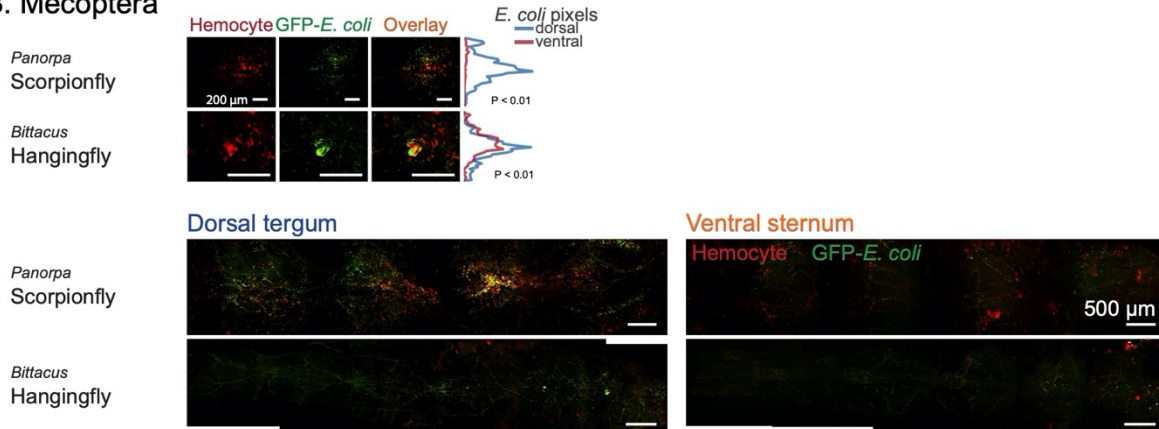 B. Mecoptera
Hemocyte GFP-E. coli Overlay
E. coli pixels
dorsal
ventral
Panorpa
Scorpionfly
200 µm
P < 0.01
Bittacus
Hangingfly
P < 0.01
Dorsal tergum
Ventral sternum
Hemocyte GFP-E. coli
Panorpa
Scorpionfly
500 µm
Bittacus
Hangingfly